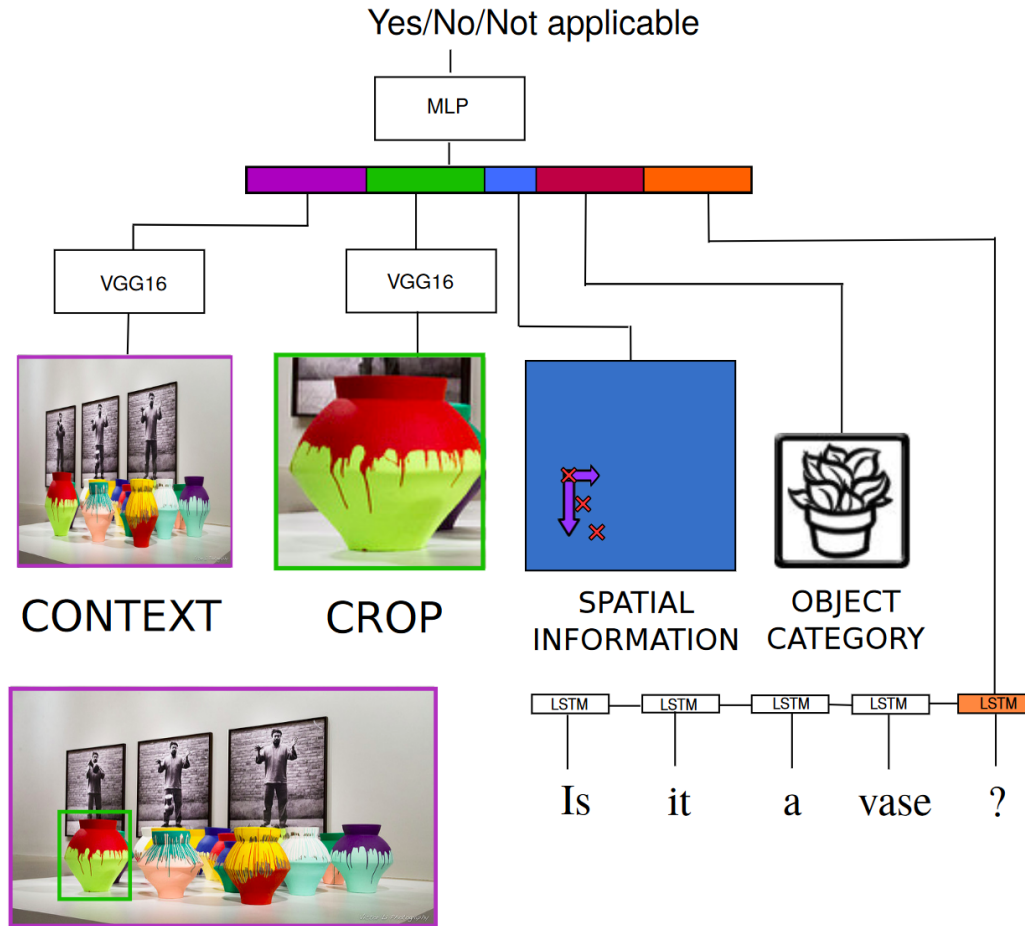 Yes/No/Not applicable
MLP
VGG16
VGG16
CONTEXT
CROP
SPATIAL
INFORMATION
OBJECT
CATEGORY
LSTM
LSTM
LSTM
LSTM
LSTM
Is
it
a
vase
?